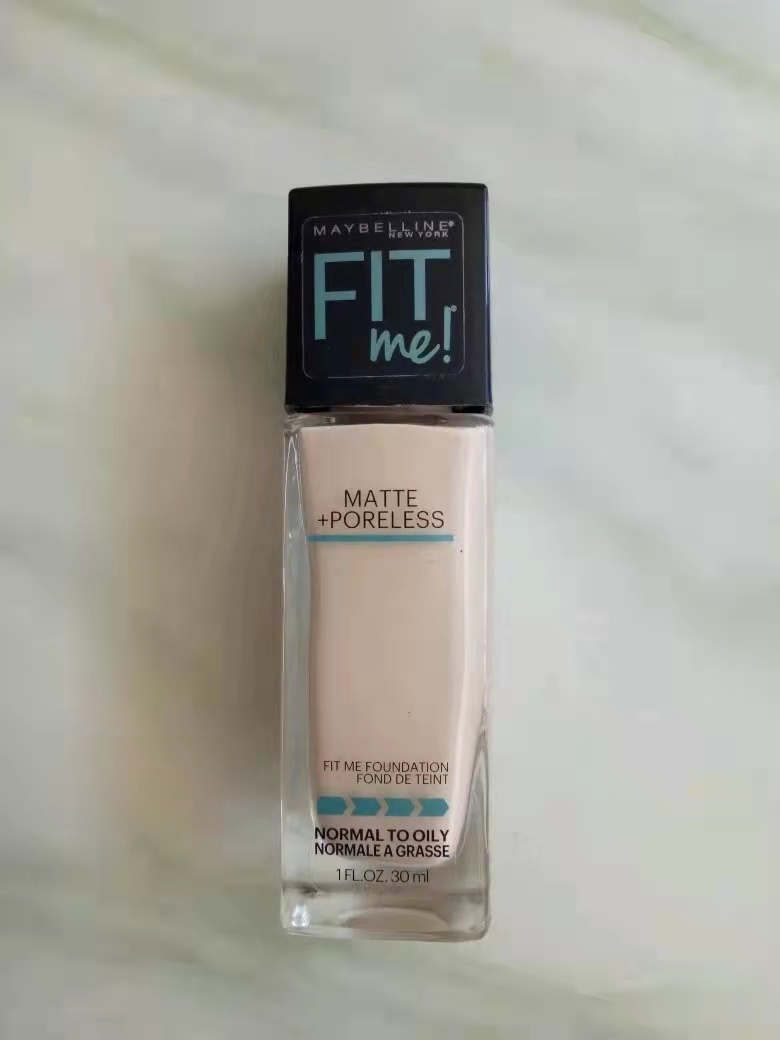 MAYBELLINE®
NEW YORK
FIT
me!
MATTE
+PORELESS
FIT ME FOUNDATION
FOND DE TEINT
NORMAL TO OILY
NORMALE A GRASSE
1 FL.OZ. 30 ml